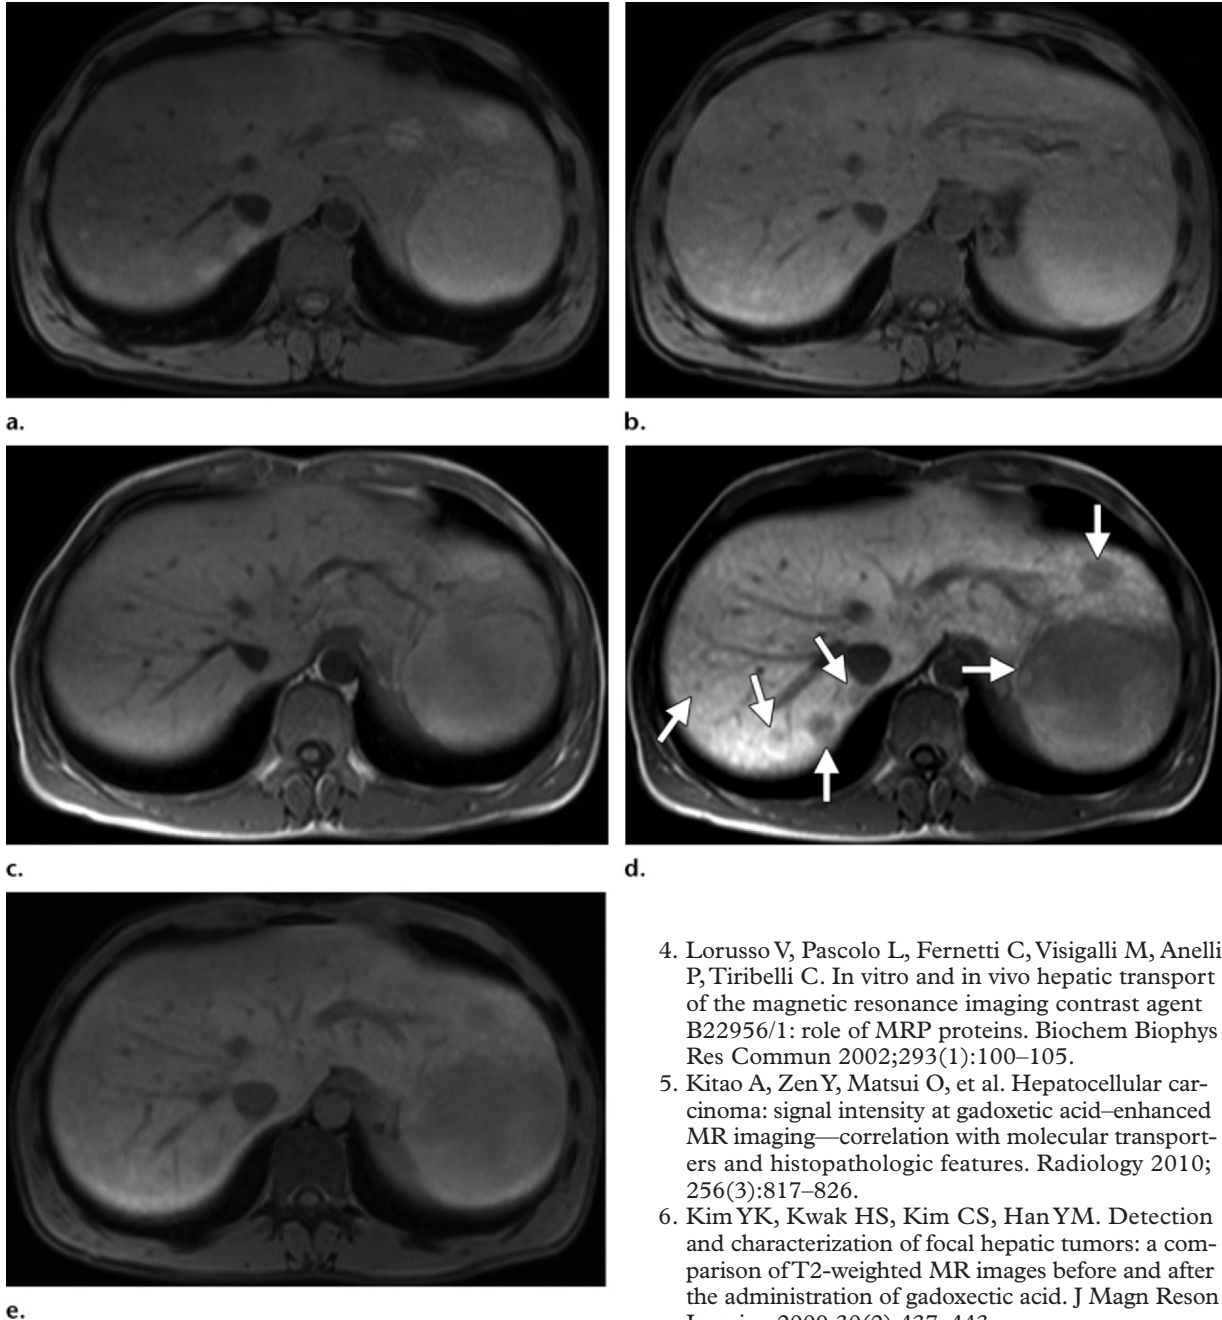 a.
b.
c.
d.
4. Lorusso V, Pascolo L, Fernetti C, Visigalli M, Anelli
P, Tiribelli C. In vitro and in vivo hepatic transport
of the magnetic resonance imaging contrast agent
B22956/1: role of MRP proteins. Biochem Biophys
Res Commun 2002;293(1):100–105.
5. Kitao A, Zen Y, Matsui O, et al. Hepatocellular car-
cinoma: signal intensity at gadoxetic acid–enhanced
MR imaging—correlation with molecular transport-
ers and histopathologic features. Radiology 2010;
256(3):817–826.
6. Kim YK, Kwak HS, Kim CS, Han YM. Detection
and characterization of focal hepatic tumors: a com-
parison of T2-weighted MR images before and after
the administration of gadoxectic acid. J Magn Reson
e.